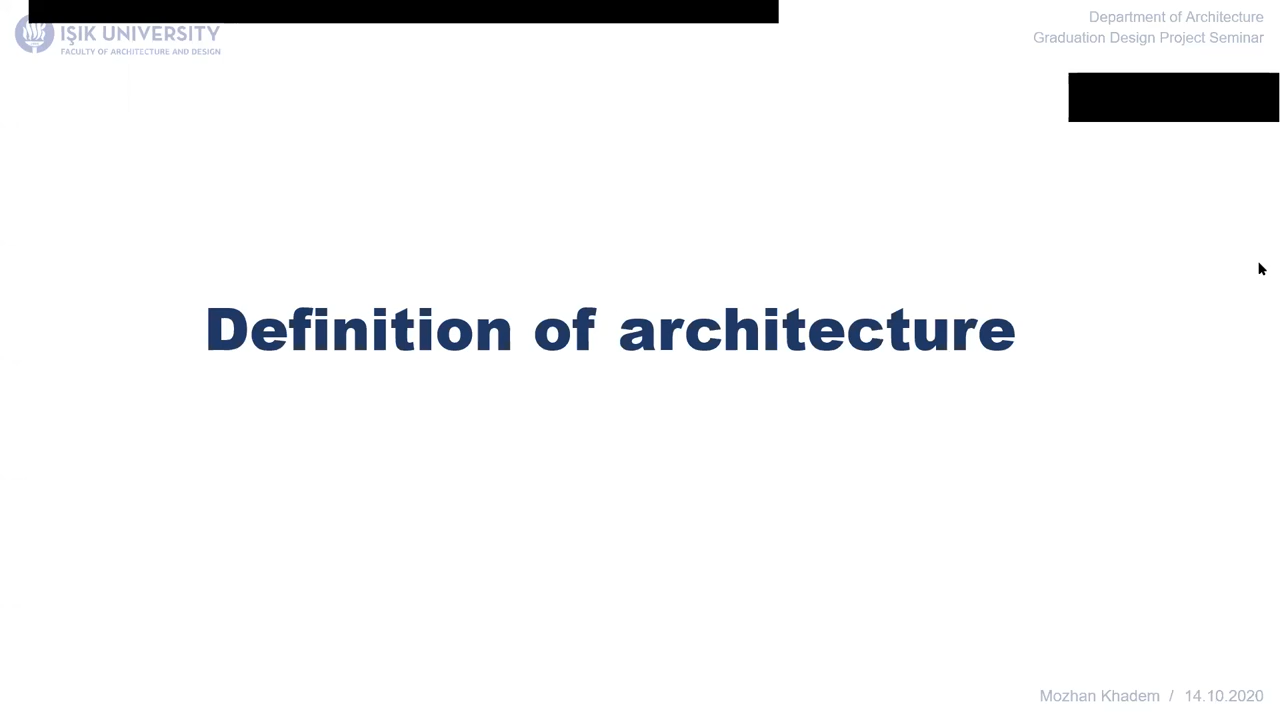 IŞIK UNIVERSITY
FACULTY OF ARCHITECTURE AND DESIGN
Department of Architecture
Graduation Design Project Seminar
Definition of architecture
Mozhan Khadem / 14.10.2020